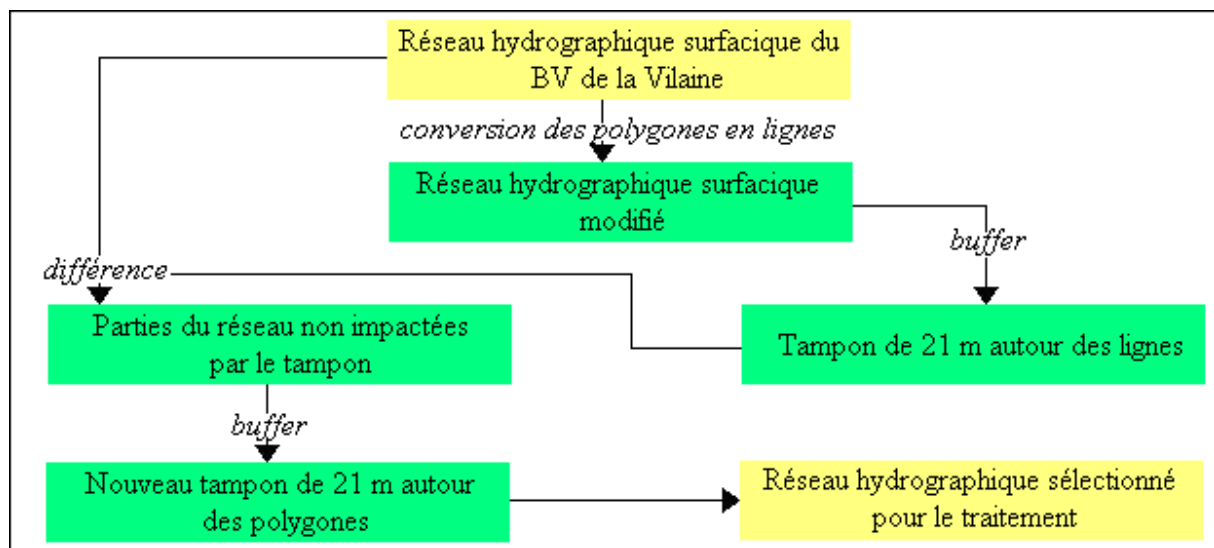 Réseau hydrographique surfacique du
BV de la Vilaine
conversion des polygones en lignes
Réseau hydrographique surfacique
modifié
buffer
différence
Parties du réseau non impactées
par le tampon
Tampon de 21 m autour des lignes
buffer
Nouveau tampon de 21 m autour
des polygones
Réseau hydrographique sélectionné
pour le traitement